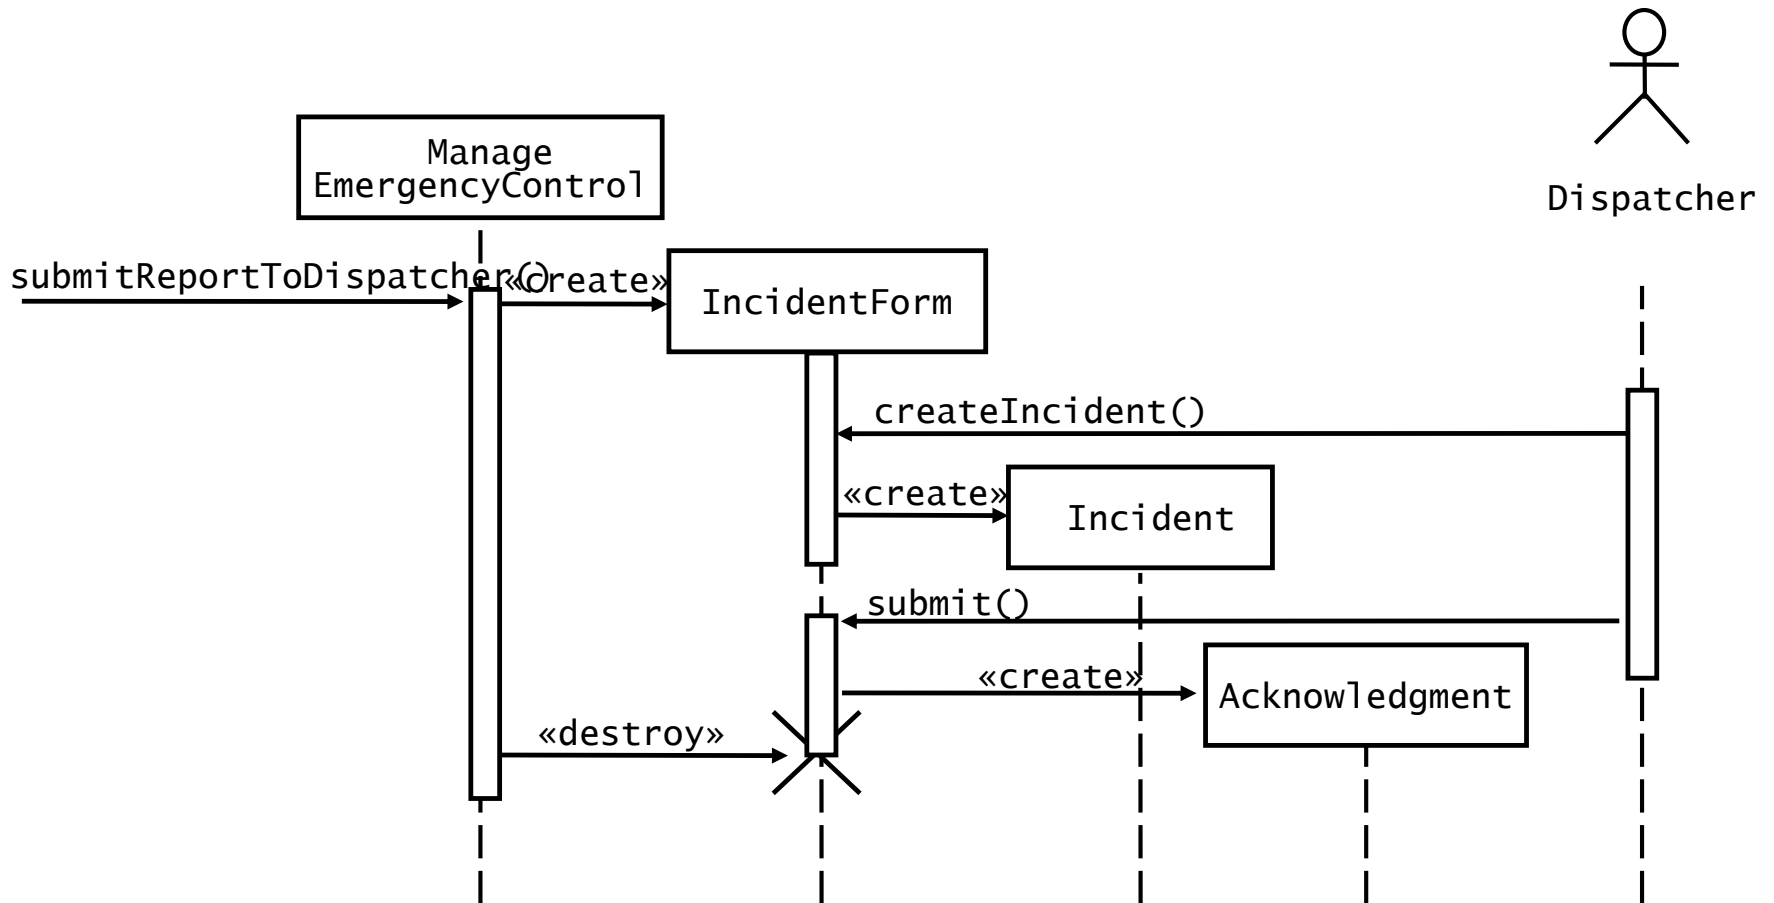 Manage
EmergencyControl
Dispatcher
submitReportToDispatcher()
«create»
IncidentForm
createIncident()
«create»
Incident
submit()
«create»
Acknowledgment
«destroy»